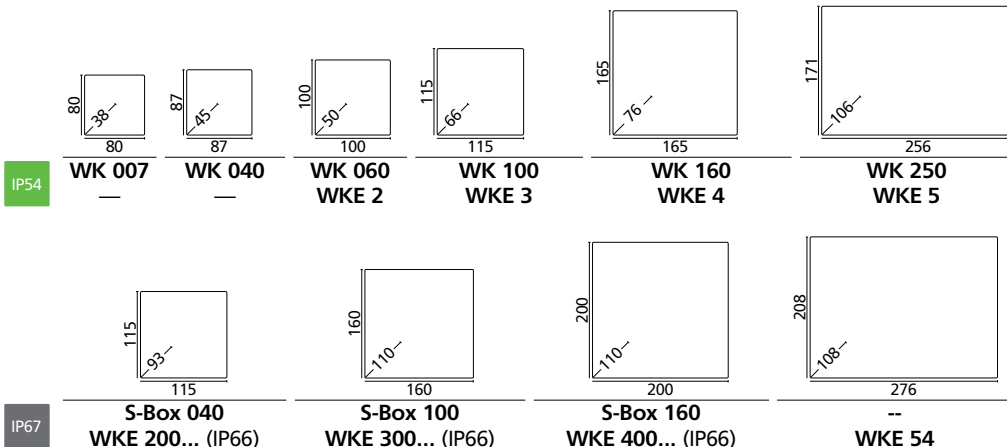 80 38 80
87 45 87
100 50 100
115 66 115
165 76 165
171 106 256
IP54
WK 007 WK 040 WK 060 WK 100 WK 160 WK 250
— — WKE 2 WKE 3 WKE 4 WKE 5
115 93 115
160 110 160
200 110 200
208 108 276
IP67
S-Box 040 S-Box 100 S-Box 160 --
WKE 200... (IP66) WKE 300... (IP66) WKE 400... (IP66) WKE 54